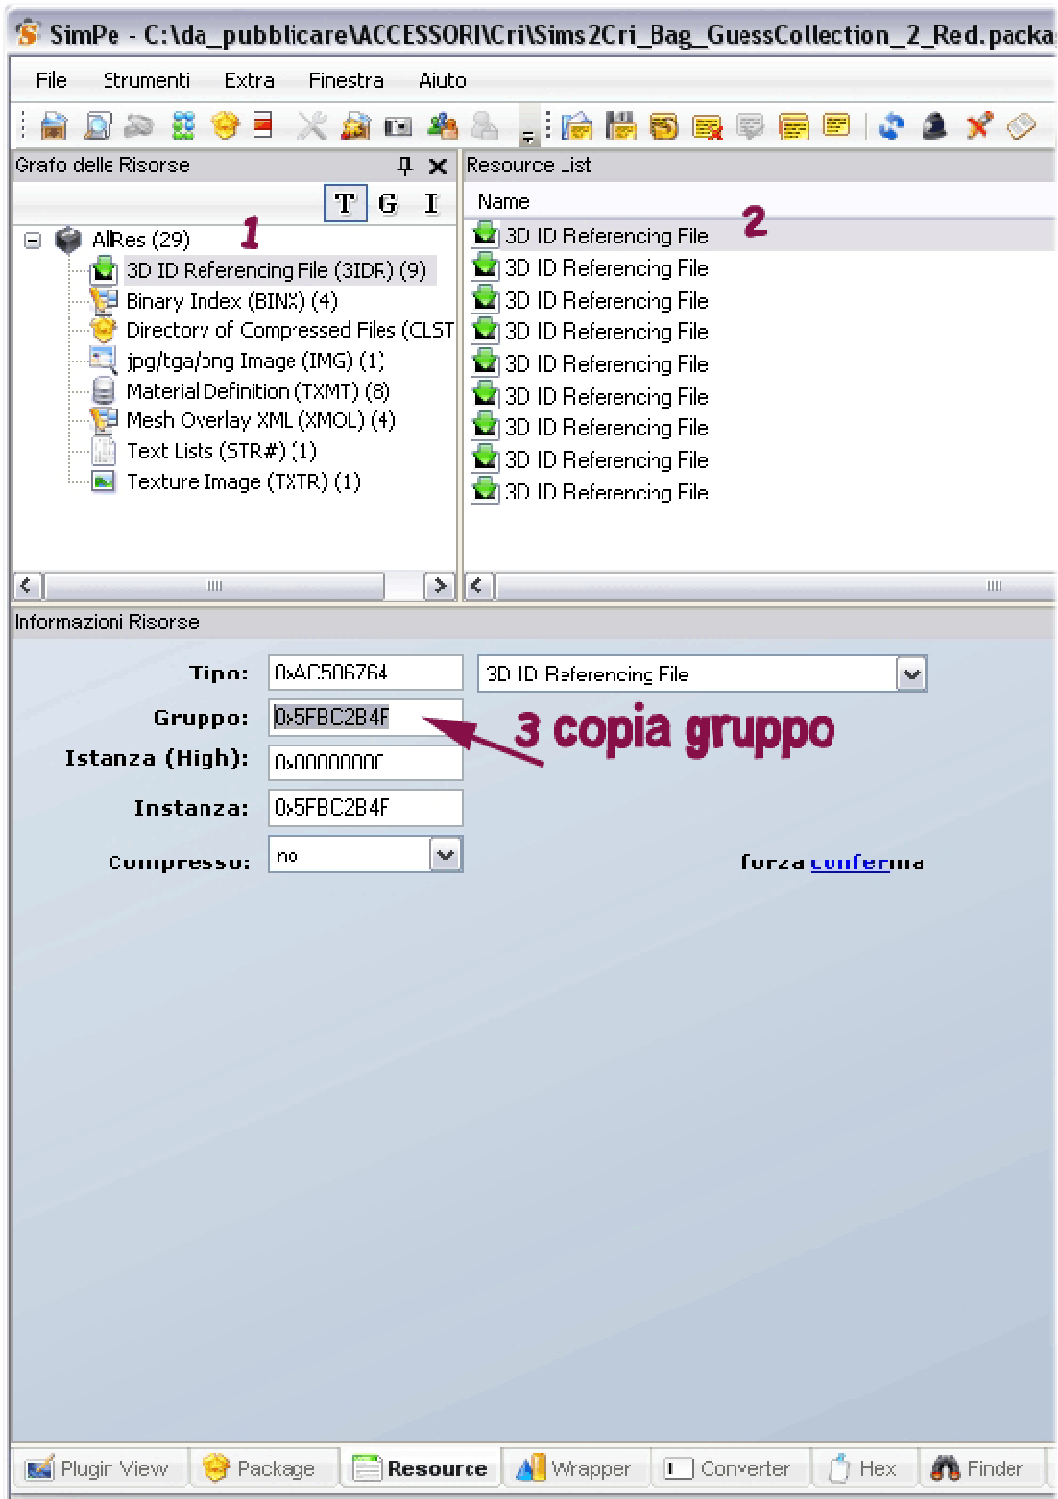 SimPe - C:\da_pubblicare\ACCESSORI\Cri\Sims2Cri_Bag_GuessCollection_2_Red.packa
File Strumenti Extra Finestra Aiuto
Grafo delle Risorse
Resource List
T G I
Name
AllRes (29) 1
2
3D ID Referencing File
3D ID Referencing File (3IDR) (9)
3D ID Referencing File
Binary Index (BINX) (4)
3D ID Referencing File
Directory of Compressed Files (CLST
3D ID Referencing File
jpg/tga/png Image (IMG) (1)
3D ID Referencing File
Material Definition (TXMT) (8)
3D ID Referencing File
Mesh Overlay XML (XMOL) (4)
3D ID Referencing File
Text Lists (STR#) (1)
3D ID Referencing File
Texture Image (TXTR) (1)
3D ID Referencing File
Informazioni Risorse
Tipo: 0xAC506764 3D ID Referencing File
Gruppo: 0x5FBC2B4F
3 copia gruppo
Istanza (High): 0x00000000
Instanza: 0x5FBC2B4F
Compresso: no
forza conferma
Plugin View Package Resource Wrapper Converter Hex Finder